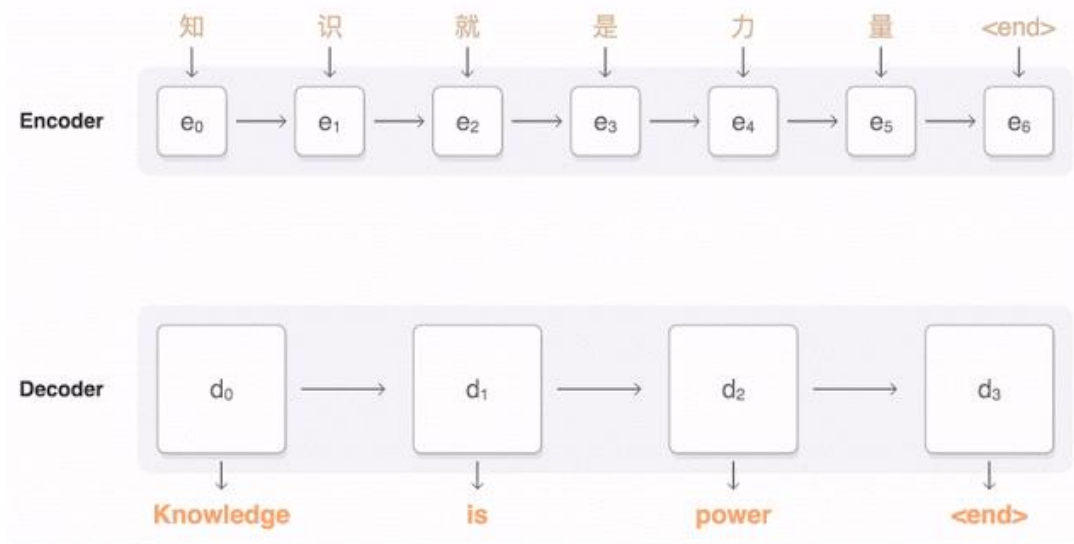 知 识 就 是 力 量 <end>
Encoder e₀ e₁ e₂ e₃ e₄ e₅ e₆
Decoder d₀ d₁ d₂ d₃
Knowledge is power <end>